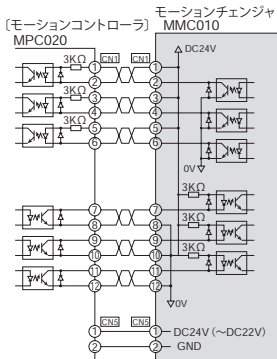 〔モーションコントローラ〕
MPC020
モーションチェンジャ
MMC010
CN1 CN1
DC24V
3KΩ
1 1
2 2
3KΩ
3 3
4 4
3KΩ
5 5
6 6
0V
3KΩ
7 7
8 8
3KΩ
9 9
10 10
3KΩ
11 11
12 12
0V
CN5 CN5
1 1 DC24V (〜DC22V)
2 2 GND